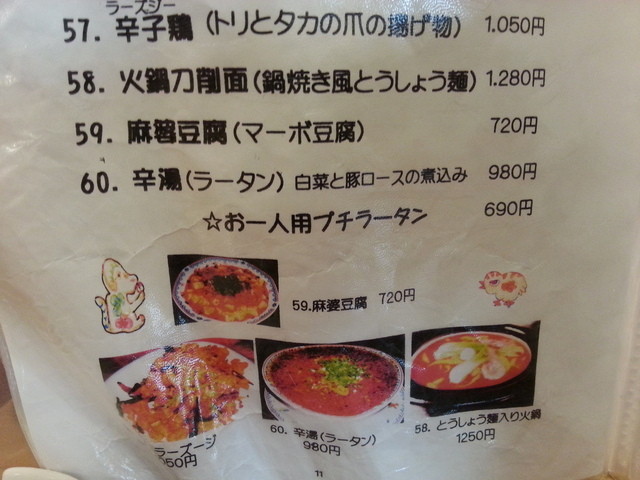 ラーズジー
57. 辛子鶏 (トリとタカの爪の揚げ物) 1.050円
58. 火鍋刀削面 (鍋焼き風とうしょう麺) 1.280円
59. 麻婆豆腐 (マーボ豆腐) 720円
60. 辛湯 (ラータン) 白菜と豚ロースの煮込み 980円
☆お一人用プチラータン 690円
59.麻婆豆腐 720円
ラーズージ
50円
60. 辛湯(ラータン)
980円
58. とうしょう麺入り火鍋
1250円
11